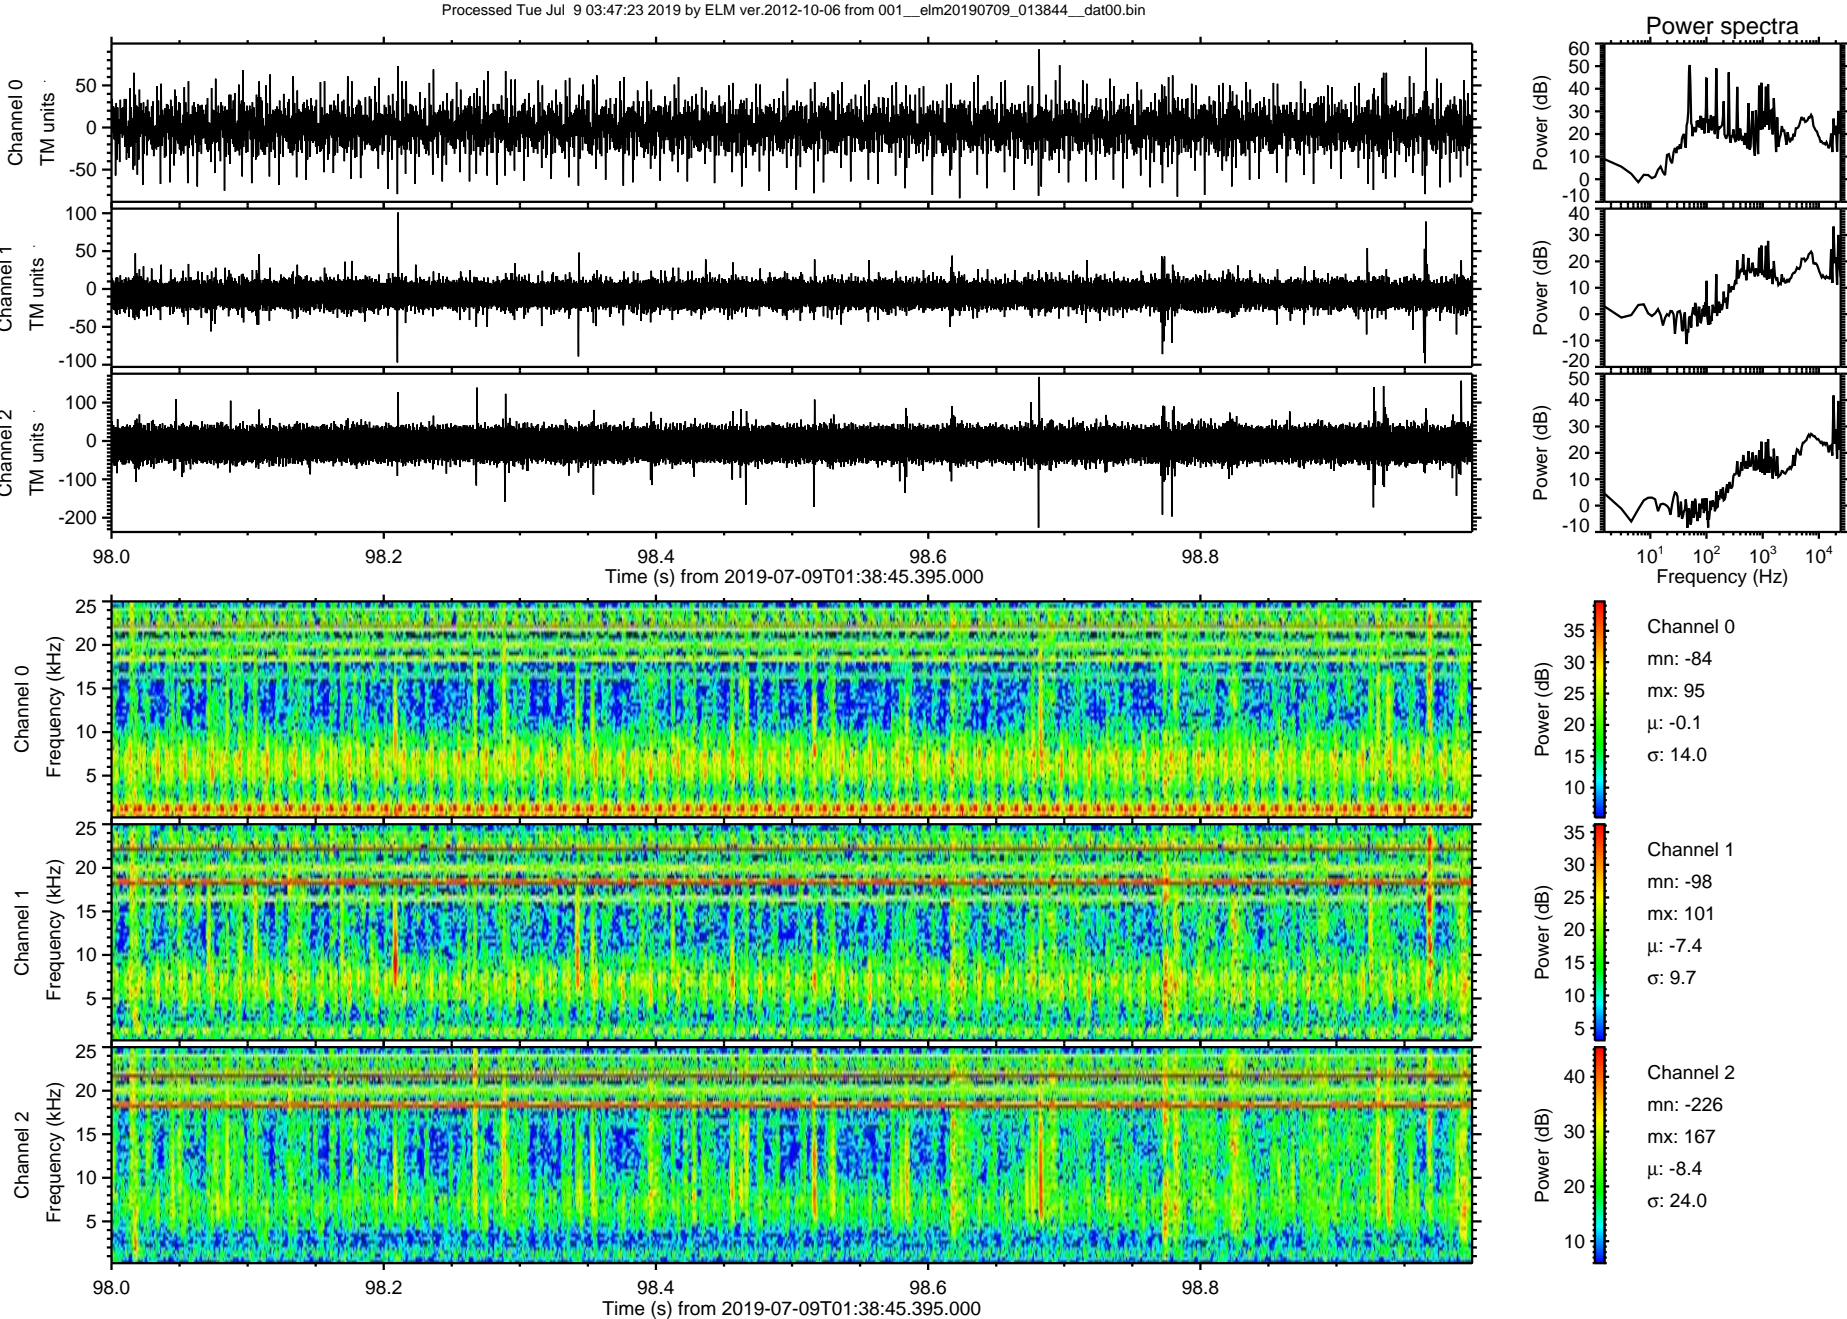 Processed Tue Jul  9 03:47:23 2019 by ELM ver.2012-10-06 from 001__elm20190709_013844__dat00.bin
Power spectra
Channel 0
TM units
50
0
-50
Power (dB)
60
50
40
30
20
10
0
-10
Channel 1
TM units
100
50
0
-50
-100
Power (dB)
40
30
20
10
0
-10
-20
Channel 2
TM units
100
0
-100
-200
Power (dB)
50
40
30
20
10
0
-10
98.0 98.2 98.4 98.6 98.8
Time (s) from 2019-07-09T01:38:45.395.000
10¹ 10² 10³ 10⁴
Frequency (Hz)
Channel 0
Frequency (kHz)
25
20
15
10
5
Power (dB)
35
30
25
20
15
10
Channel 0
mn: -84
mx: 95
μ: -0.1
σ: 14.0
Channel 1
Frequency (kHz)
25
20
15
10
5
Power (dB)
35
30
25
20
15
10
5
Channel 1
mn: -98
mx: 101
μ: -7.4
σ: 9.7
Channel 2
Frequency (kHz)
25
20
15
10
5
Power (dB)
40
30
20
10
Channel 2
mn: -226
mx: 167
μ: -8.4
σ: 24.0
98.0 98.2 98.4 98.6 98.8
Time (s) from 2019-07-09T01:38:45.395.000